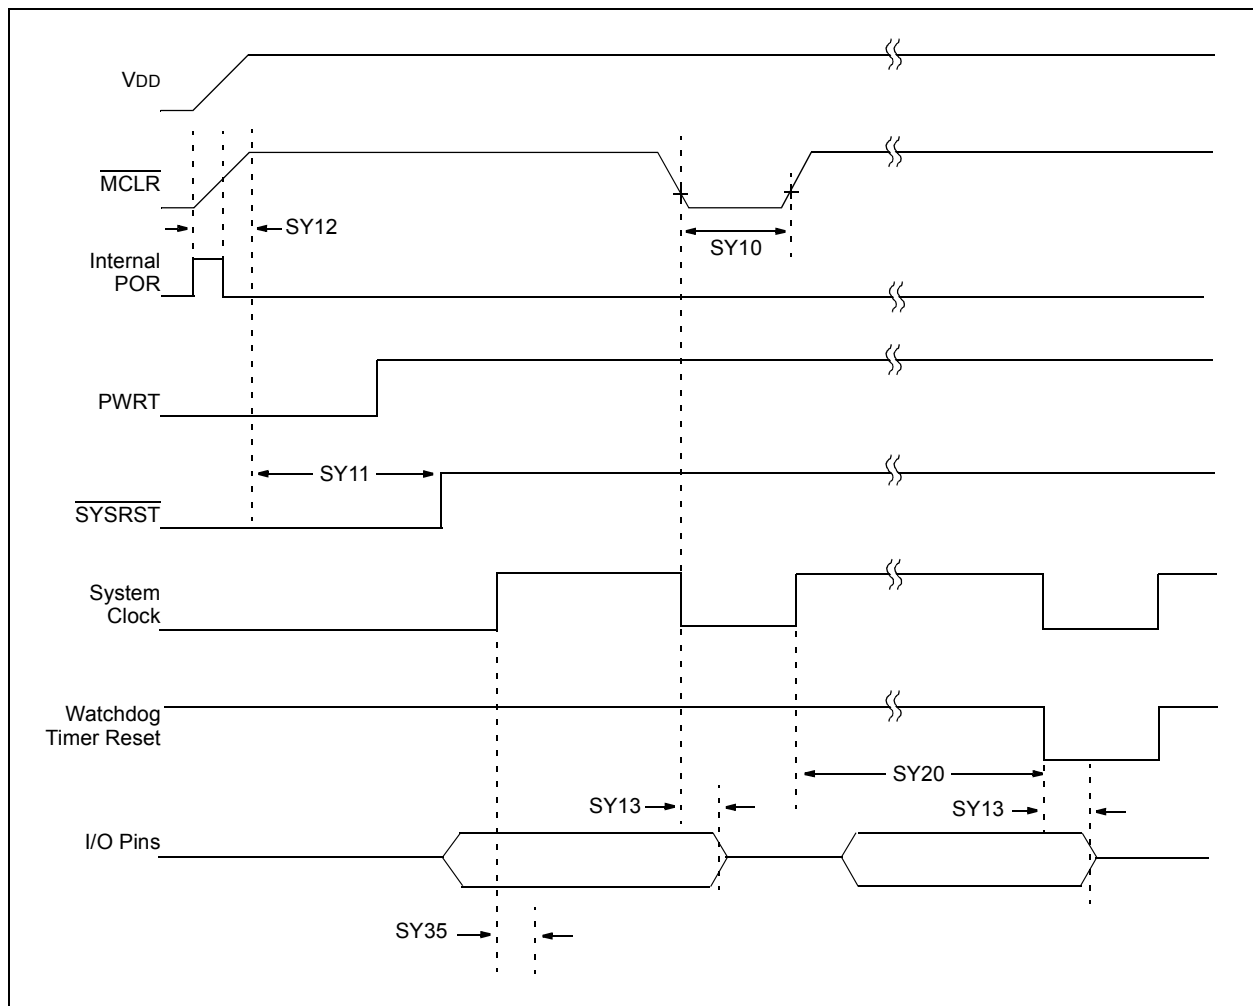 VDD
MCLR
SY12
SY10
Internal
POR
PWRT
SY11
SYSRST
System
Clock
Watchdog
Timer Reset
SY20
SY13
SY13
I/O Pins
SY35